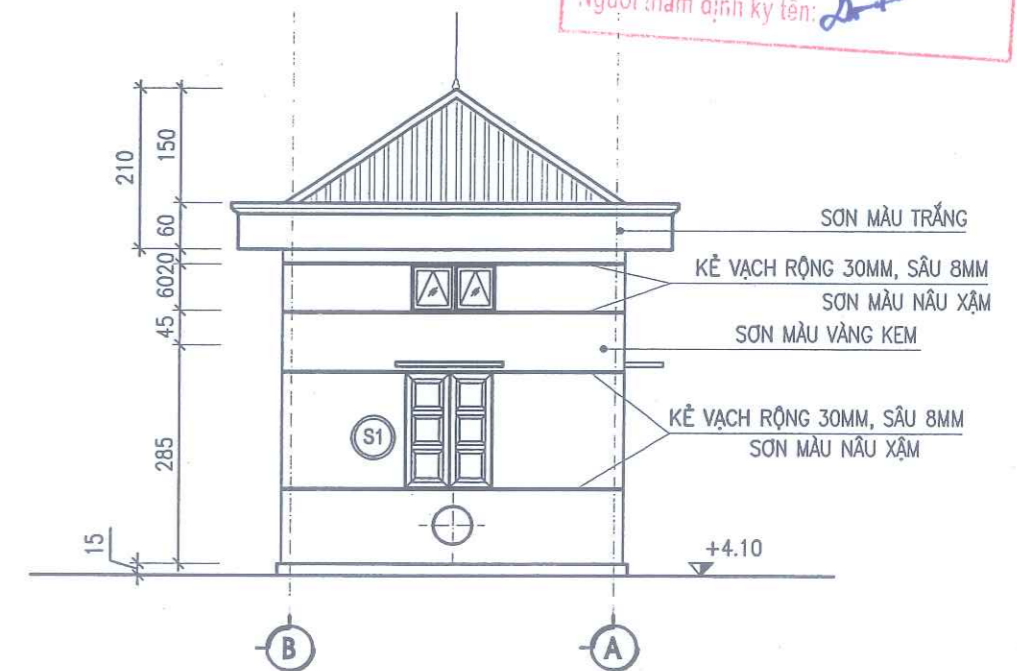 Người thẩm định ký tên:
210
150
60
20
60
45
285
15
SƠN MÀU TRẮNG
KẺ VẠCH RỘNG 30MM, SÂU 8MM
SƠN MÀU NÂU XẬM
SƠN MÀU VÀNG KEM
KẺ VẠCH RỘNG 30MM, SÂU 8MM
SƠN MÀU NÂU XẬM
S1
+4.10
B
A